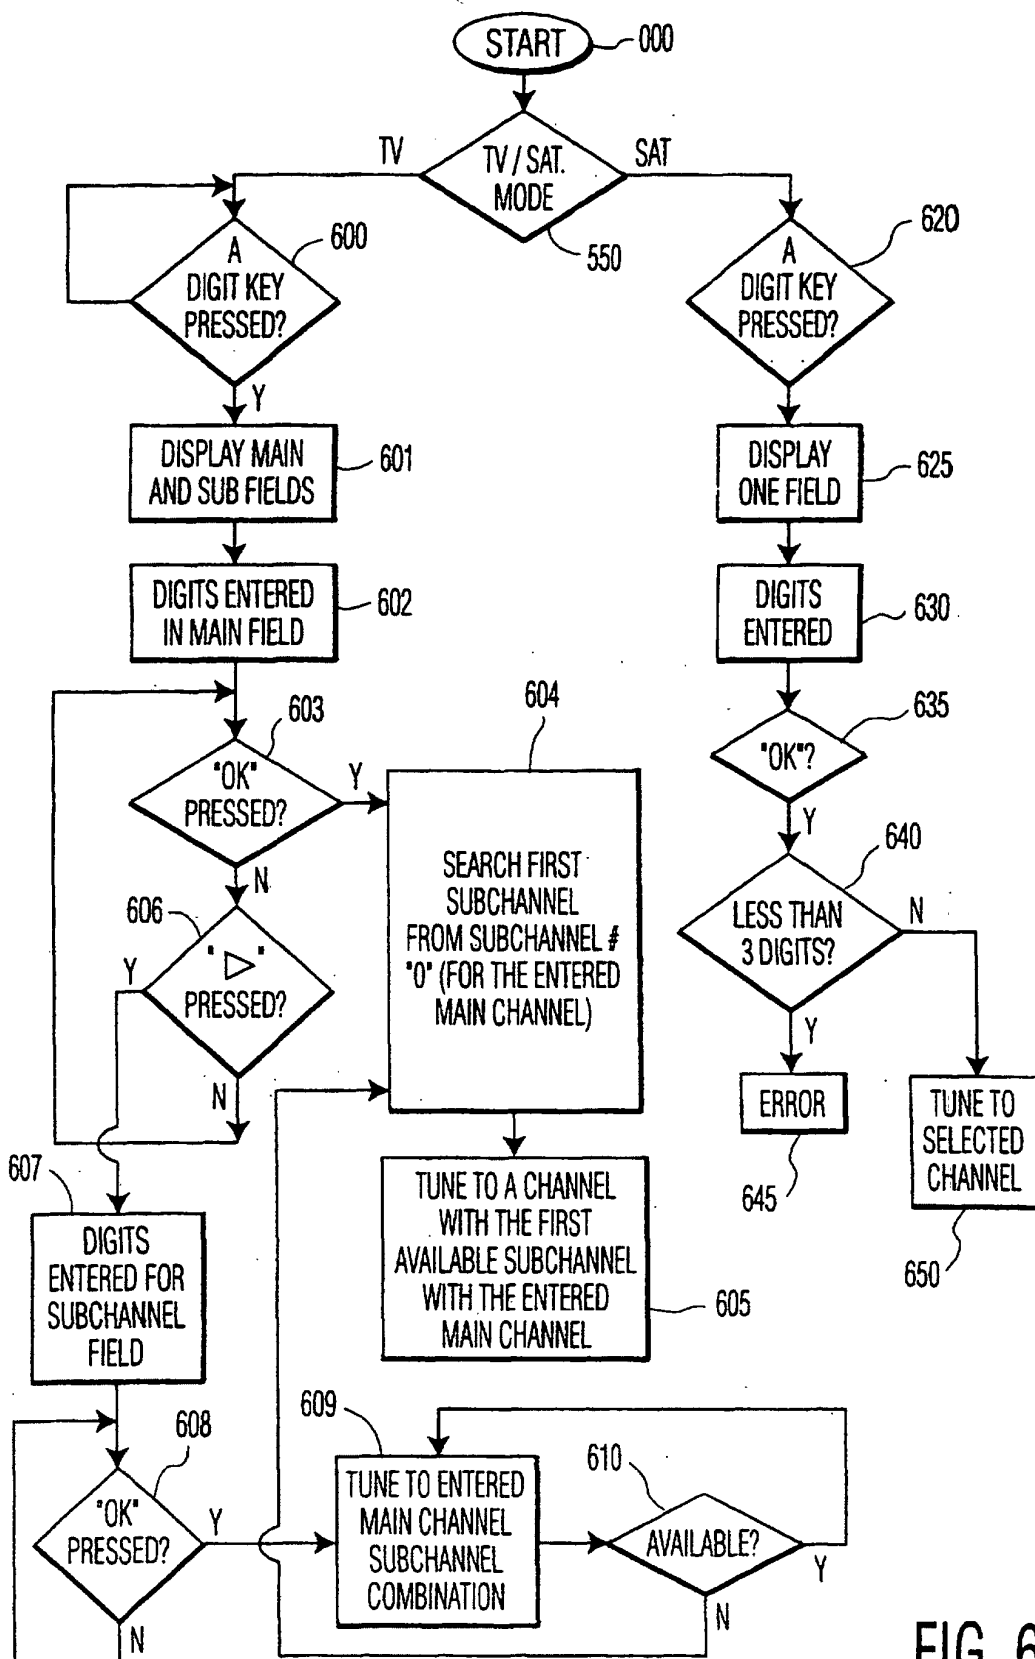 START
000
TV
TV / SAT.
MODE
SAT
550
A
DIGIT KEY
PRESSED?
600
Y
A
DIGIT KEY
PRESSED?
620
DISPLAY MAIN
AND SUB FIELDS
601
DISPLAY
ONE FIELD
625
DIGITS ENTERED
IN MAIN FIELD
602
DIGITS
ENTERED
630
603
"OK"
PRESSED?
Y
N
604
SEARCH FIRST
SUBCHANNEL
FROM SUBCHANNEL #
"0" (FOR THE ENTERED
MAIN CHANNEL)
635
"OK"?
Y
640
LESS THAN
3 DIGITS?
N
Y
606
Y
" ▷ "
PRESSED?
N
ERROR
645
TUNE TO
SELECTED
CHANNEL
650
607
DIGITS
ENTERED FOR
SUBCHANNEL
FIELD
TUNE TO A CHANNEL
WITH THE FIRST
AVAILABLE SUBCHANNEL
WITH THE ENTERED
MAIN CHANNEL
605
608
"OK"
PRESSED?
Y
N
609
TUNE TO ENTERED
MAIN CHANNEL
SUBCHANNEL
COMBINATION
610
AVAILABLE?
Y
N
FIG. 6